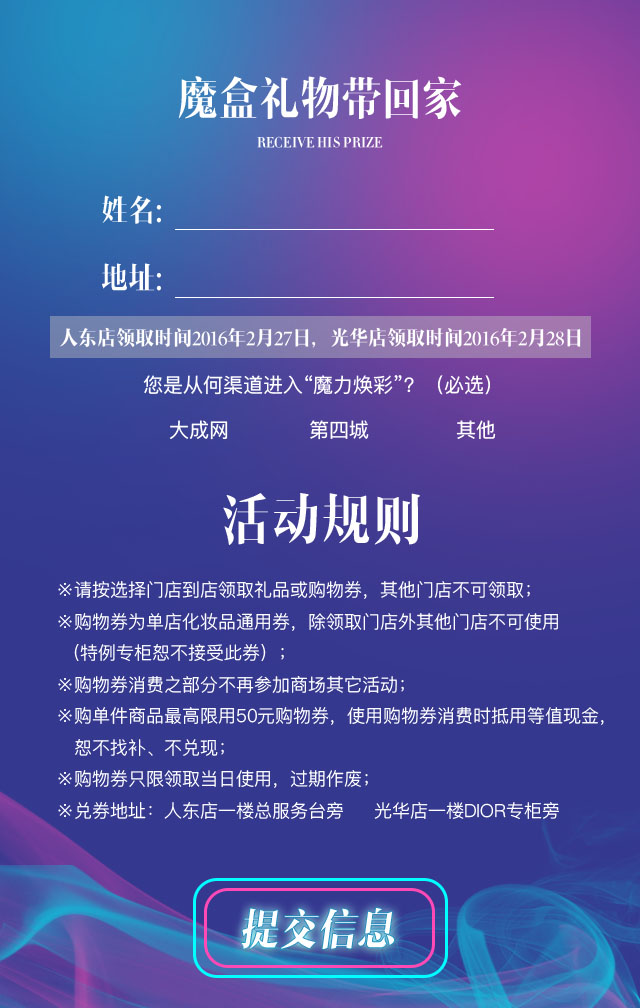 魔盒礼物带回家
RECEIVE HIS PRIZE
姓名:
地址:
人东店领取时间2016年2月27日，光华店领取时间2016年2月28日
您是从何渠道进入“魔力焕彩”？（必选）
大成网 第四城 其他
活动规则
※请按选择门店到店领取礼品或购物券，其他门店不可领取；
※购物券为单店化妆品通用券，除领取门店外其他门店不可使用
（特例专柜恕不接受此券）；
※购物券消费之部分不再参加商场其它活动；
※购单件商品最高限用50元购物券，使用购物券消费时抵用等值现金，
恕不找补、不兑现；
※购物券只限领取当日使用，过期作废；
※兑券地址：人东店一楼总服务台旁 光华店一楼DIOR专柜旁
提交信息